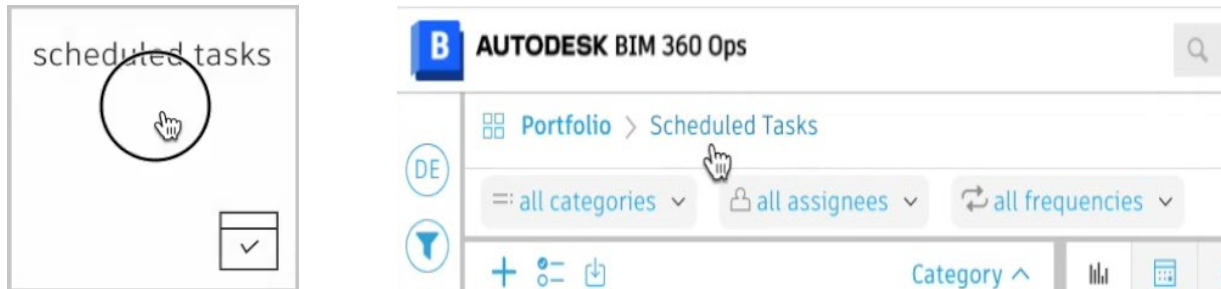 scheduled tasks
B AUTODESK BIM 360 Ops
Portfolio > Scheduled Tasks
DE
all categories all assignees all frequencies
Category